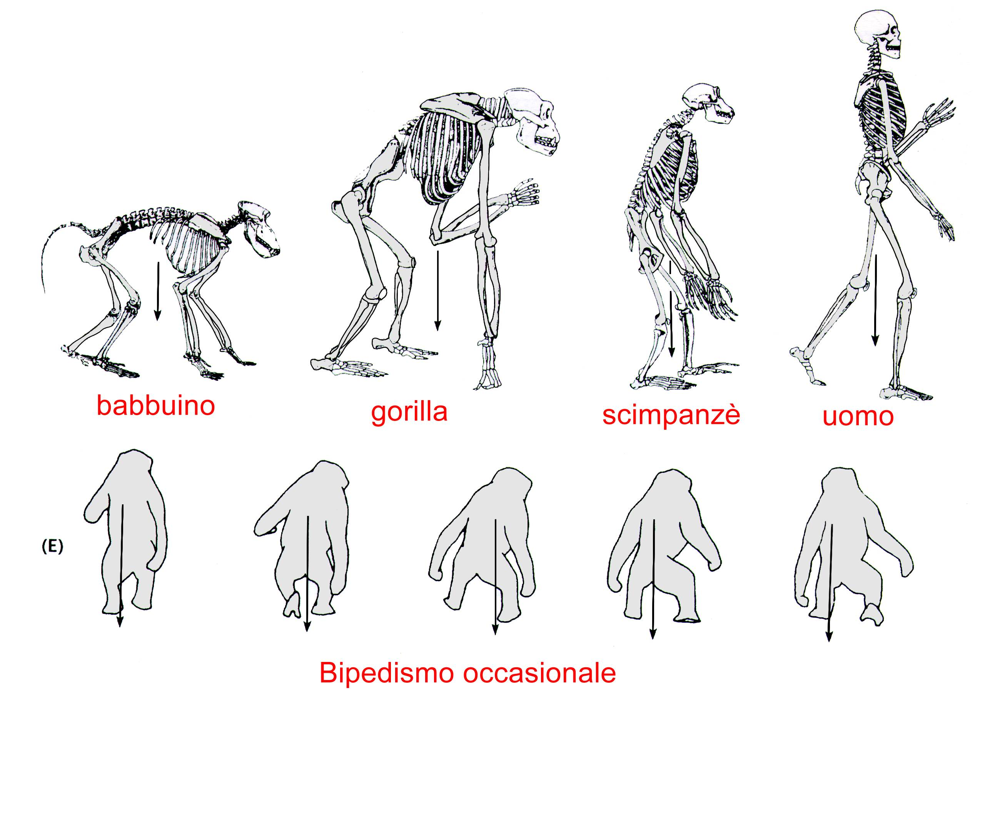 babbuino
gorilla
scimpanzè
uomo
(E)
Bipedismo occasionale